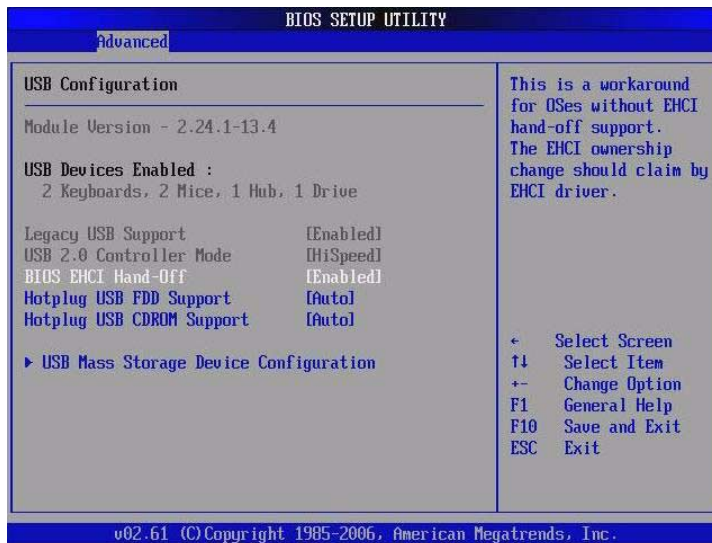 BIOS SETUP UTILITY
Advanced
USB Configuration
Module Version - 2.24.1-13.4
USB Devices Enabled :
2 Keyboards, 2 Mice, 1 Hub, 1 Drive
Legacy USB Support [Enabled]
USB 2.0 Controller Mode [HiSpeed]
BIOS EHCI Hand-Off [Enabled]
Hotplug USB FDD Support [Auto]
Hotplug USB CDROM Support [Auto]
▶ USB Mass Storage Device Configuration
This is a workaround
for OSes without EHCI
hand-off support.
The EHCI ownership
change should claim by
EHCI driver.
← Select Screen
↑↓ Select Item
+- Change Option
F1 General Help
F10 Save and Exit
ESC Exit
v02.61 (C)Copyright 1985-2006, American Megatrends, Inc.